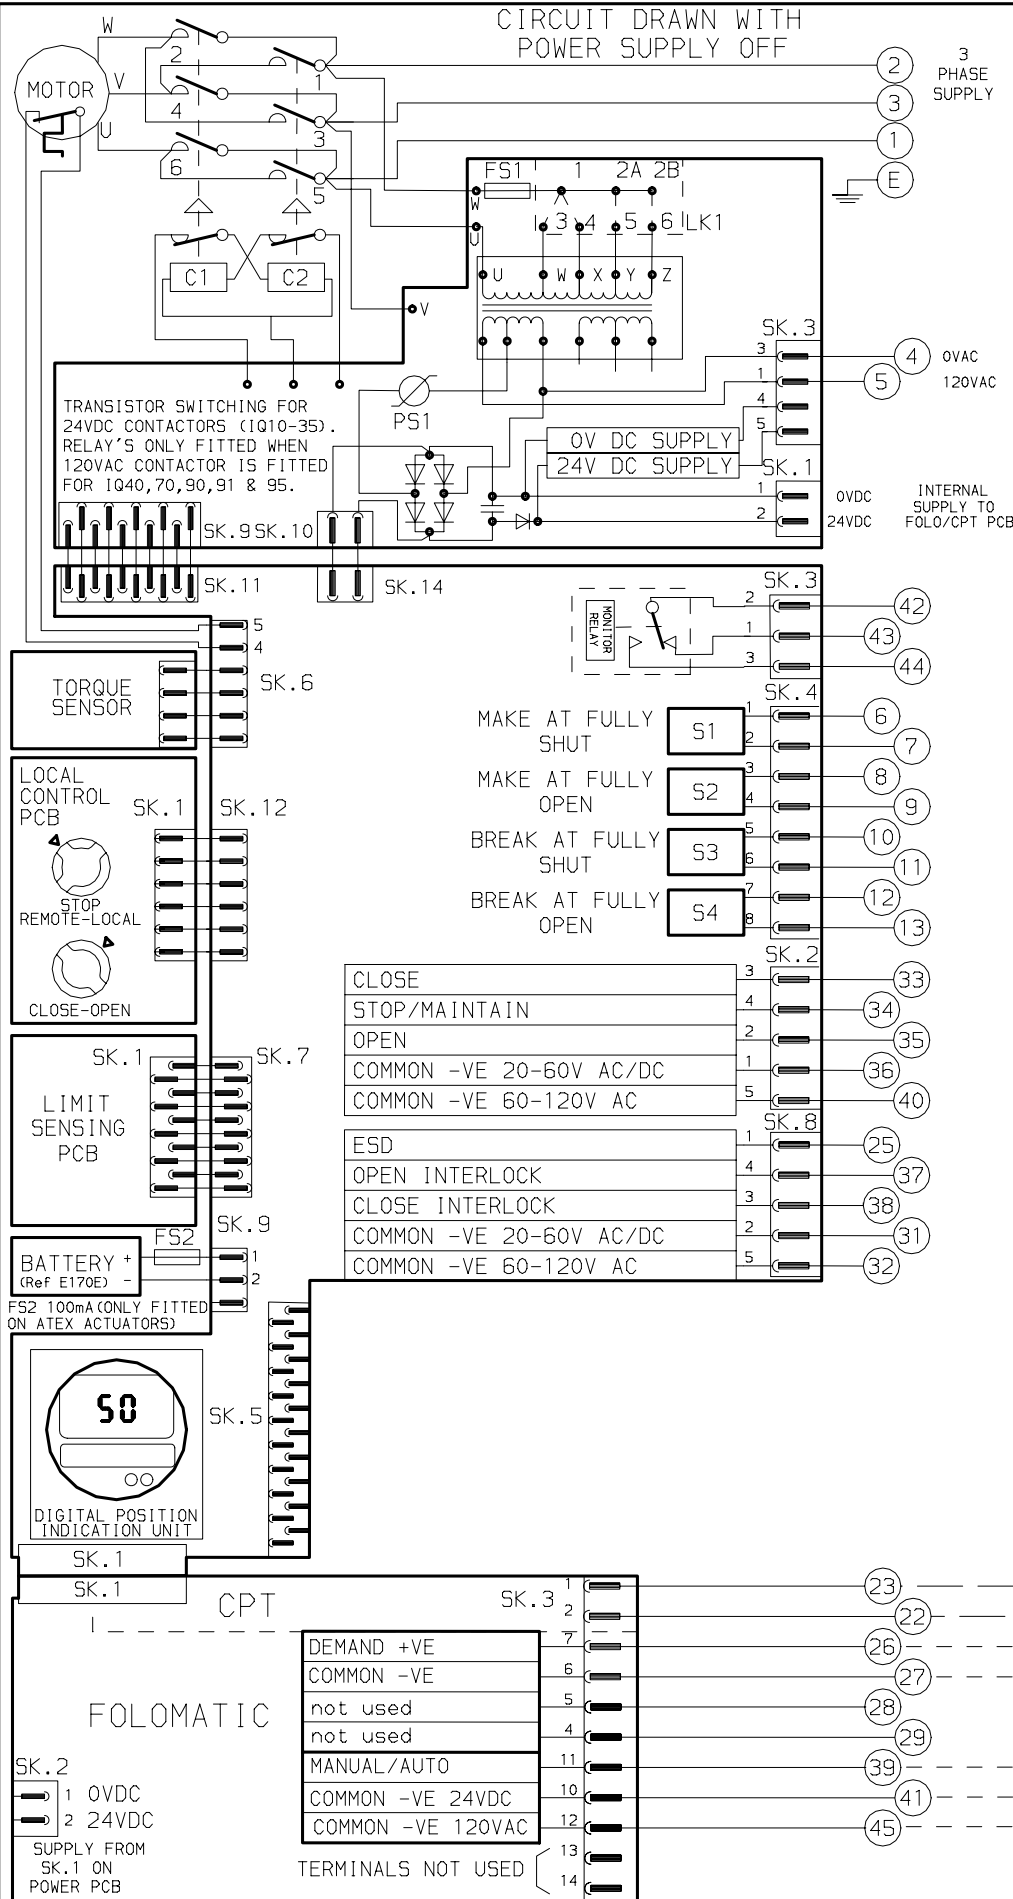 CIRCUIT DRAWN WITH
POWER SUPPLY OFF
W
2
1
V
MOTOR
4
3
U
6
5
2
3
1
E
3
PHASE
SUPPLY
C1
C2
FS1
1
2A
2B
W
U
3
4
5
6
LK1
U
W
X
Y
Z
V
SK.3
3
4
0VAC
1
5
120VAC
4
5
PS1
TRANSISTOR SWITCHING FOR
24VDC CONTACTORS (IQ10-35).
RELAY'S ONLY FITTED WHEN
120VAC CONTACTOR IS FITTED
FOR IQ40,70,90,91 & 95.
0V DC SUPPLY
24V DC SUPPLY
SK.1
1
0VDC
2
24VDC
INTERNAL
SUPPLY TO
FOLO/CPT PCB
SK.9
SK.10
SK.11
SK.14
5
4
SK.6
TORQUE
SENSOR
MONITOR
RELAY
SK.3
2
42
1
43
3
44
SK.4
MAKE AT FULLY
SHUT
S1
1
6
2
7
MAKE AT FULLY
OPEN
S2
3
8
4
9
BREAK AT FULLY
SHUT
S3
5
10
6
11
BREAK AT FULLY
OPEN
S4
7
12
8
13
LOCAL
CONTROL
PCB
SK.1
SK.12
STOP
REMOTE-LOCAL
CLOSE-OPEN
SK.2
CLOSE
3
33
STOP/MAINTAIN
4
34
OPEN
2
35
COMMON -VE 20-60V AC/DC
1
36
COMMON -VE 60-120V AC
5
40
SK.8
ESD
1
25
OPEN INTERLOCK
4
37
CLOSE INTERLOCK
3
38
COMMON -VE 20-60V AC/DC
2
31
COMMON -VE 60-120V AC
5
32
SK.1
SK.7
LIMIT
SENSING
PCB
SK.9
FS2
BATTERY +
(Ref E170E) -
1
2
FS2 100mA(ONLY FITTED
ON ATEX ACTUATORS)
SK.5
50
DIGITAL POSITION
INDICATION UNIT
SK.1
SK.1
CPT
SK.3
1
23
2
22
DEMAND +VE
7
26
COMMON -VE
6
27
not used
5
28
not used
4
29
MANUAL/AUTO
11
39
COMMON -VE 24VDC
10
41
COMMON -VE 120VAC
12
45
TERMINALS NOT USED
13
14
FOLOMATIC
SK.2
1 0VDC
2 24VDC
SUPPLY FROM
SK.1 ON
POWER PCB